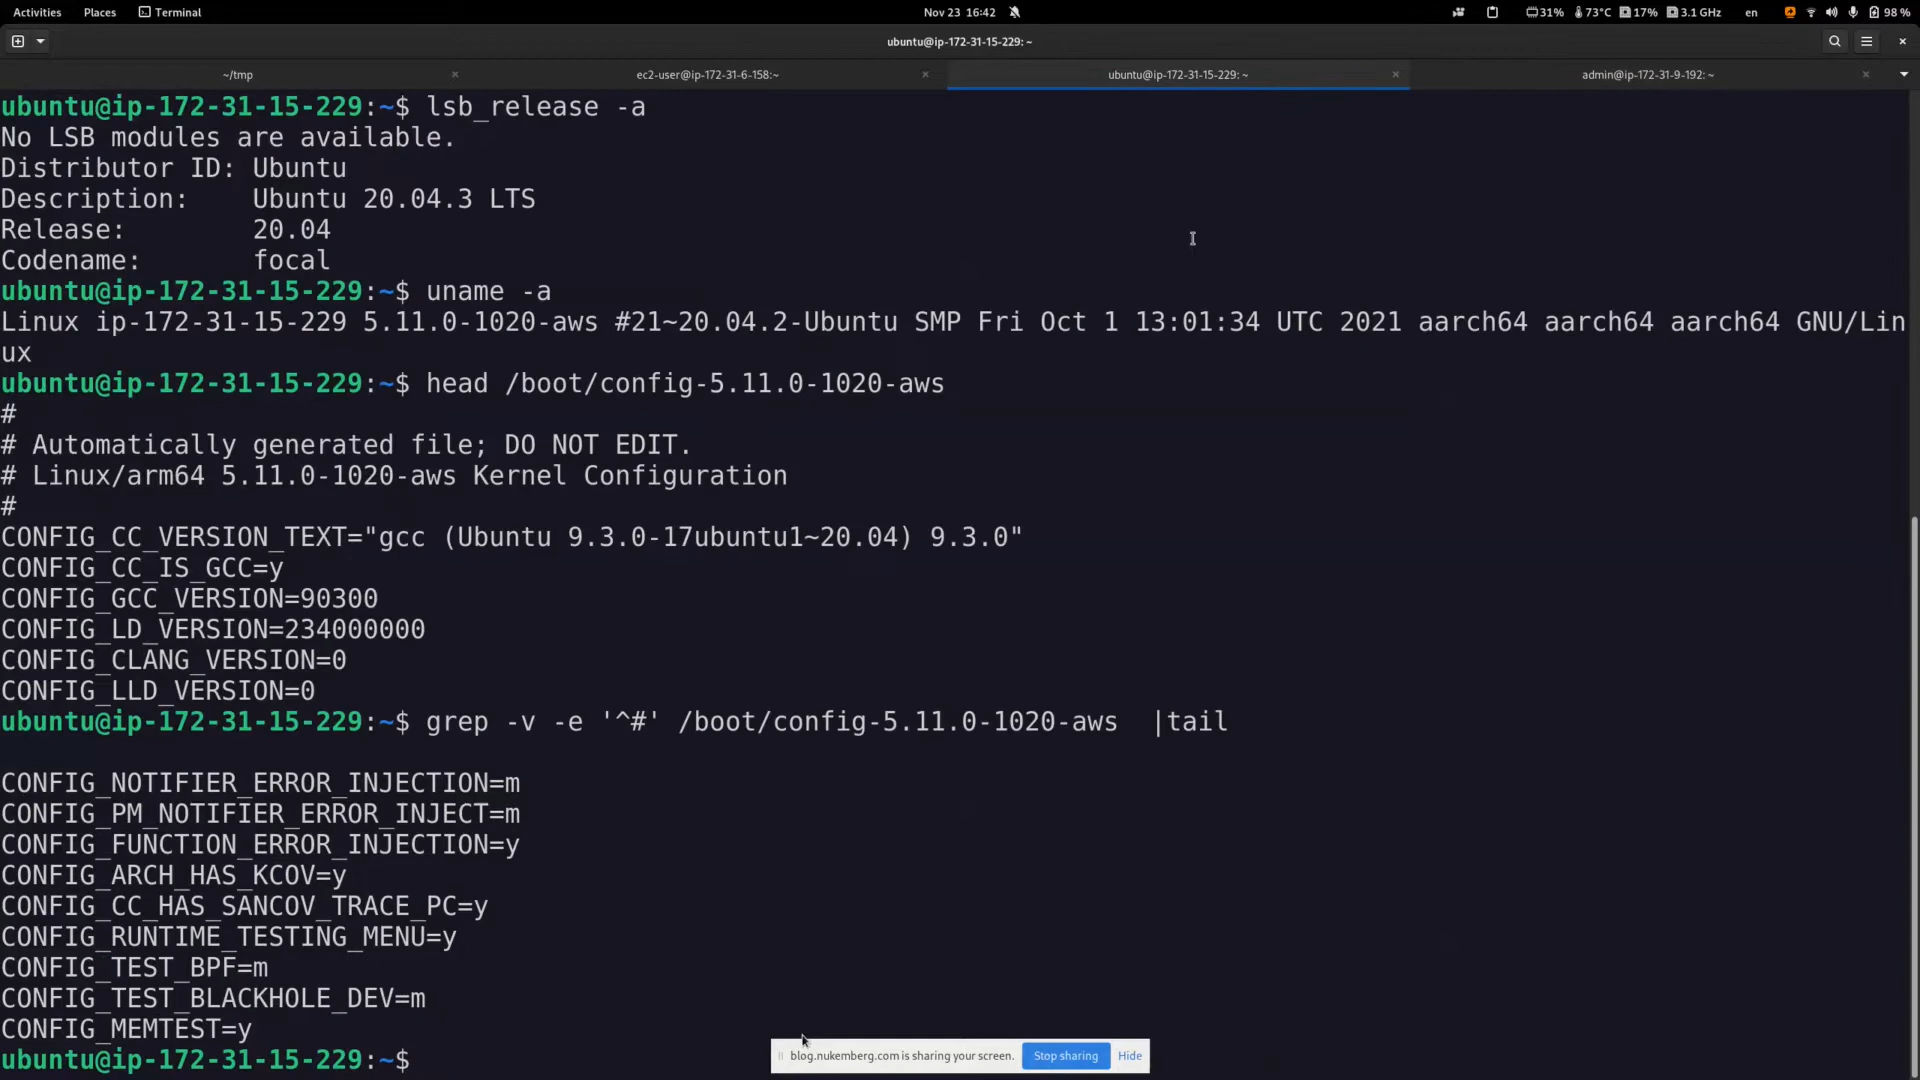 Activities Places Terminal Nov 23 16:42 31% 73°C 17% 3.1 GHz en 98 %
ubuntu@ip-172-31-15-229: ~
~/tmp ec2-user@ip-172-31-6-158:~ ubuntu@ip-172-31-15-229: ~ admin@ip-172-31-9-192: ~
ubuntu@ip-172-31-15-229:~$ lsb_release -a
No LSB modules are available.
Distributor ID: Ubuntu
Description:    Ubuntu 20.04.3 LTS
Release:        20.04
Codename:       focal
ubuntu@ip-172-31-15-229:~$ uname -a
Linux ip-172-31-15-229 5.11.0-1020-aws #21~20.04.2-Ubuntu SMP Fri Oct 1 13:01:34 UTC 2021 aarch64 aarch64 aarch64 GNU/Lin
ux
ubuntu@ip-172-31-15-229:~$ head /boot/config-5.11.0-1020-aws
#
# Automatically generated file; DO NOT EDIT.
# Linux/arm64 5.11.0-1020-aws Kernel Configuration
#
CONFIG_CC_VERSION_TEXT="gcc (Ubuntu 9.3.0-17ubuntu1~20.04) 9.3.0"
CONFIG_CC_IS_GCC=y
CONFIG_GCC_VERSION=90300
CONFIG_LD_VERSION=234000000
CONFIG_CLANG_VERSION=0
CONFIG_LLD_VERSION=0
ubuntu@ip-172-31-15-229:~$ grep -v -e '^#' /boot/config-5.11.0-1020-aws  |tail
CONFIG_NOTIFIER_ERROR_INJECTION=m
CONFIG_PM_NOTIFIER_ERROR_INJECT=m
CONFIG_FUNCTION_ERROR_INJECTION=y
CONFIG_ARCH_HAS_KCOV=y
CONFIG_CC_HAS_SANCOV_TRACE_PC=y
CONFIG_RUNTIME_TESTING_MENU=y
CONFIG_TEST_BPF=m
CONFIG_TEST_BLACKHOLE_DEV=m
CONFIG_MEMTEST=y
ubuntu@ip-172-31-15-229:~$
blog.nukemberg.com is sharing your screen. Stop sharing Hide